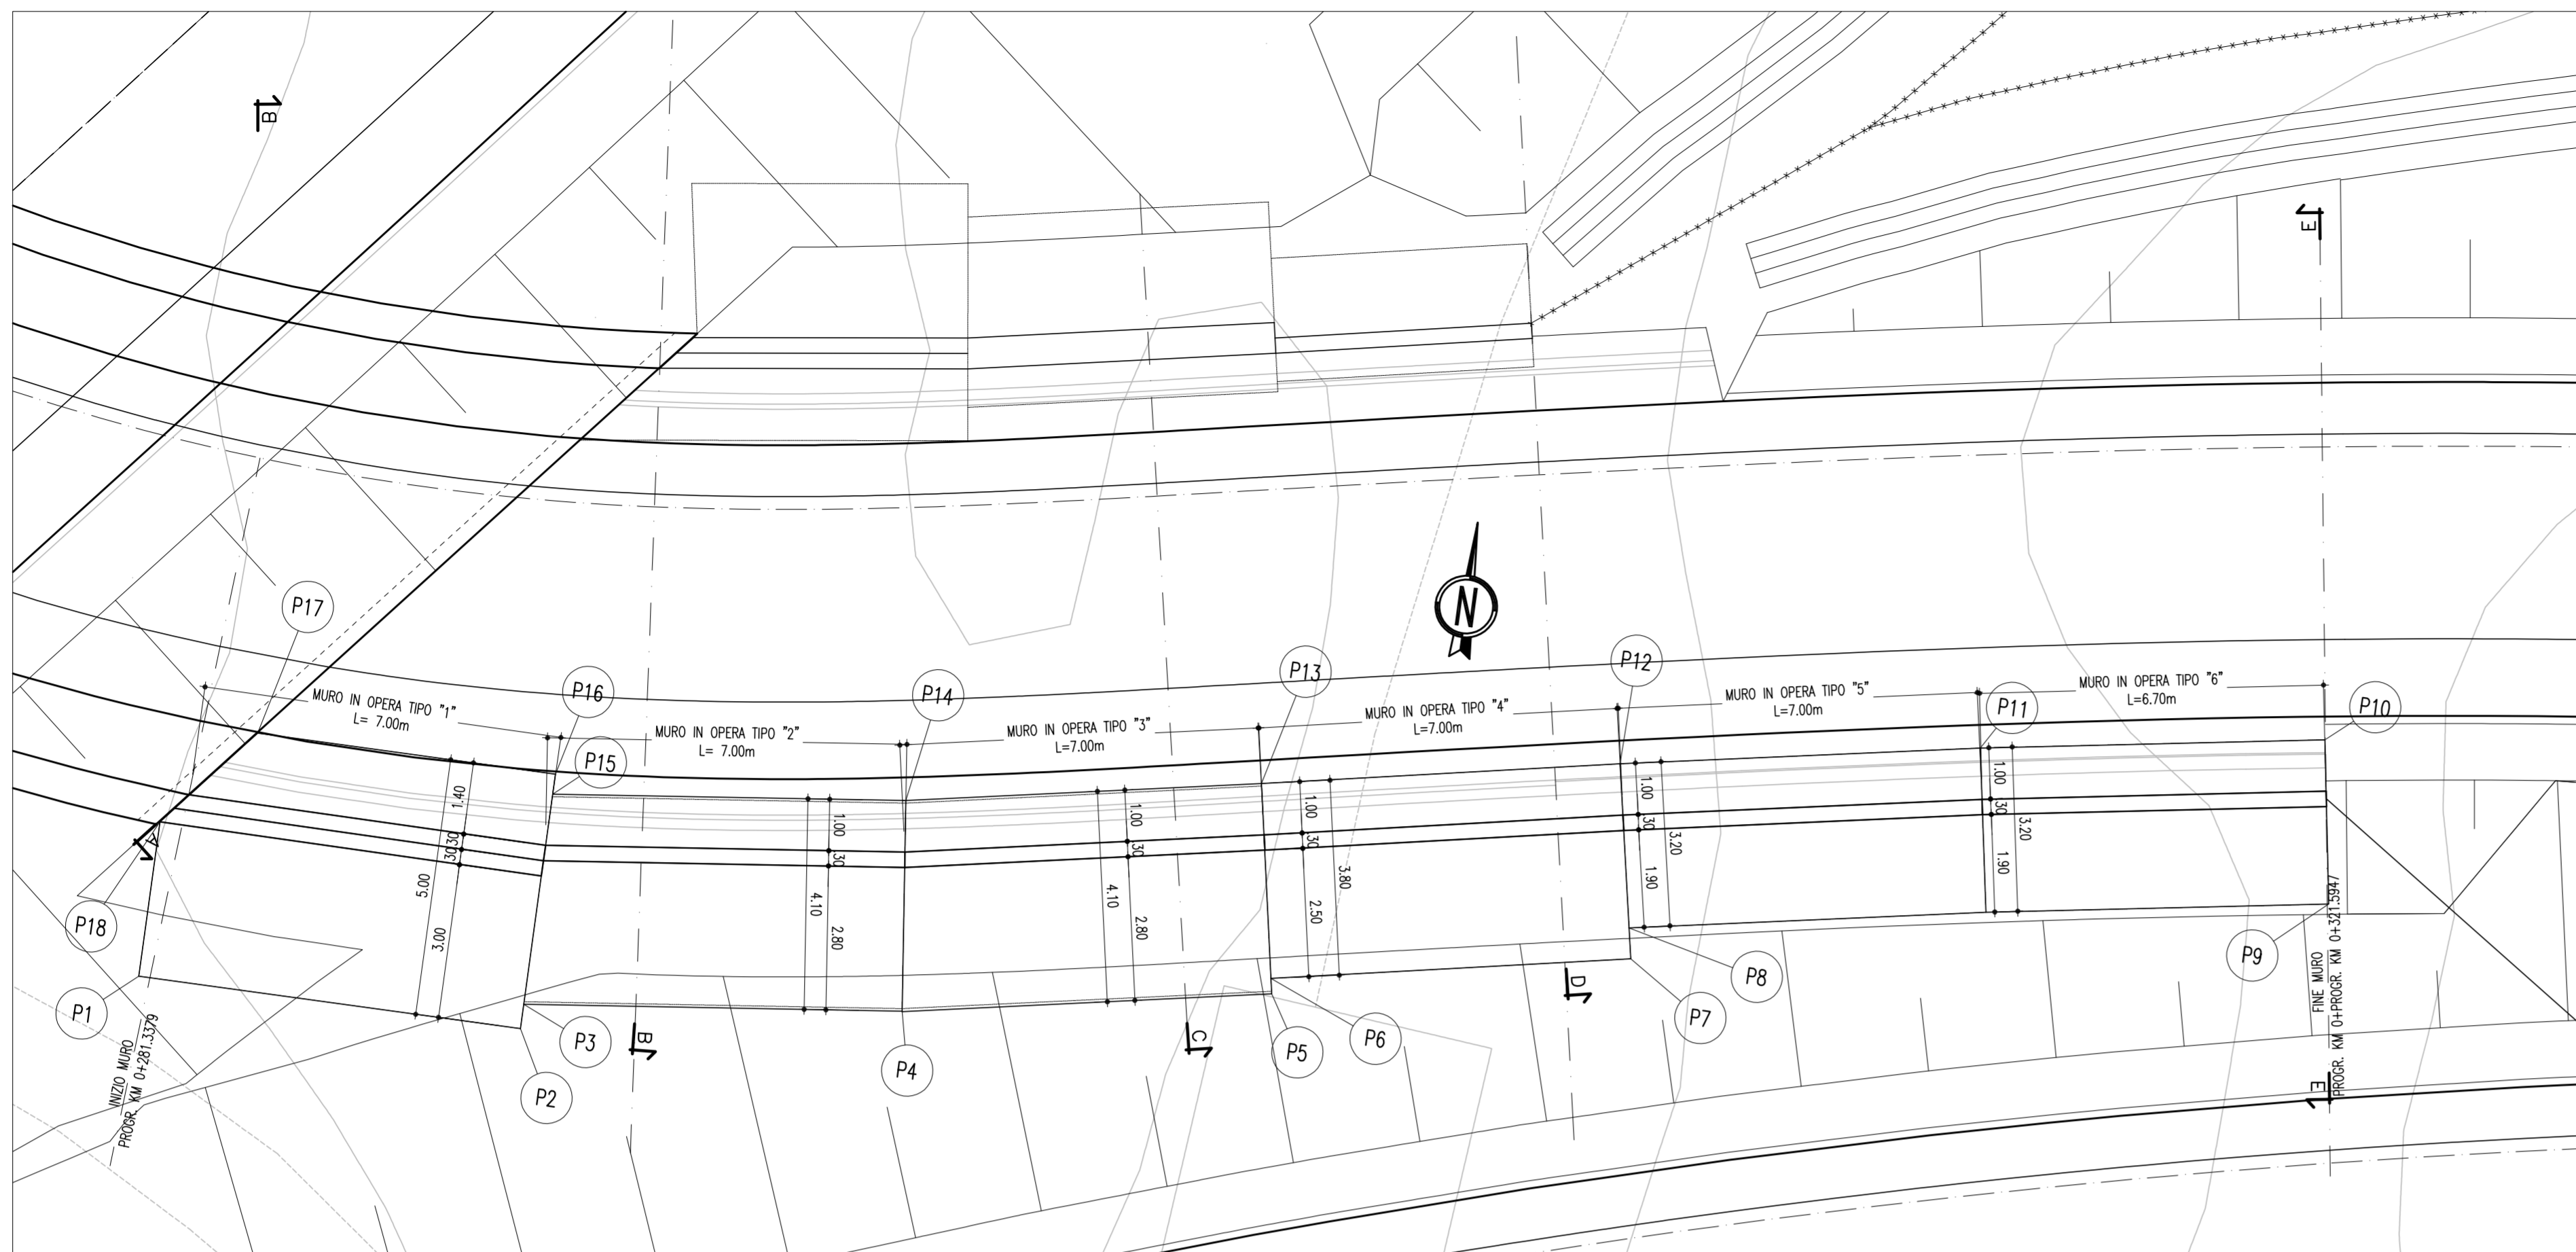 B
E
N
P17
P16
P14
P13
P12
P11
P10
P15
MURO IN OPERA TIPO "1"
L= 7.00m
MURO IN OPERA TIPO "2"
L= 7.00m
MURO IN OPERA TIPO "3"
L=7.00m
MURO IN OPERA TIPO "4"
L=7.00m
MURO IN OPERA TIPO "5"
L=7.00m
MURO IN OPERA TIPO "6"
L=6.70m
1.40
30
30
5.00
3.00
1.00
30
4.10
2.80
1.00
30
4.10
2.80
1.00
30
3.80
2.50
1.00
30
3.20
1.90
1.00
30
3.20
1.90
A
P18
P1
P2
P3
P4
P5
P6
P7
P8
P9
B
C
D
E
INIZIO MURO
PROGR. KM 0+281.3379
FINE MURO
PROGR. KM 0+PROGR. KM 0+321.5947